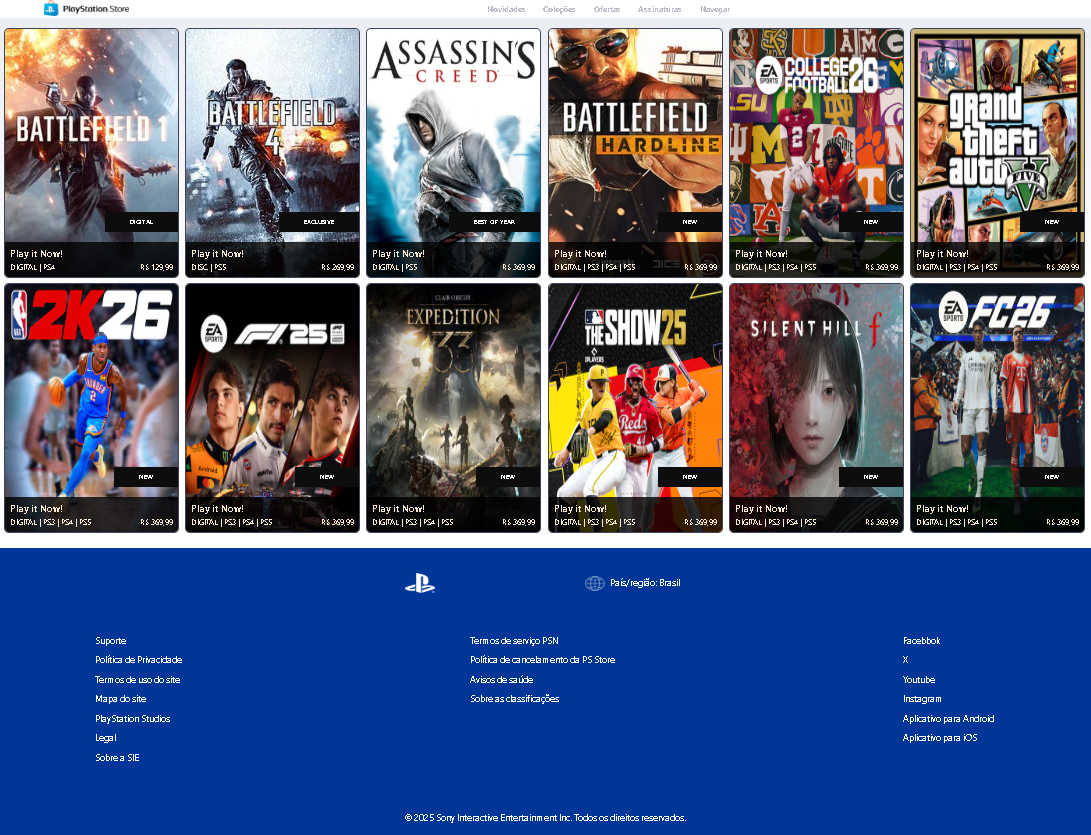 PlayStation Store
Novidades Coleções Ofertas Assinaturas Navegar
BATTLEFIELD 1
DIGITAL
Play it Now!
DIGITAL | PS4 R$ 129,99
BATTLEFIELD
4
EXCLUSIVE
Play it Now!
DISC | PS5 R$ 269,99
ASSASSIN'S
CREED
BEST OF YEAR
Play it Now!
DIGITAL | PS5 R$ 369,99
BATTLEFIELD
HARDLINE
NEW
Play it Now!
DICE
DIGITAL | PS3 | PS4 | PS5 R$ 369,99
EA
SPORTS
COLLEGE
FOOTBALL 26
NEW
Play it Now!
DIGITAL | PS3 | PS4 | PS5 R$ 369,99
grand
theft
auto
V
FIVE
NEW
Play it Now!
DIGITAL | PS3 | PS4 | PS5 R$ 369,99
NBA
2K26
THUNDER
2
NEW
Play it Now!
DIGITAL | PS3 | PS4 | PS5 R$ 369,99
EA
SPORTS
F1 25
Android
NEW
Play it Now!
DIGITAL | PS3 | PS4 | PS5 R$ 369,99
CLAIR OBSCUR
EXPEDITION
33
NEW
Play it Now!
DIGITAL | PS3 | PS4 | PS5 R$ 369,99
MLB
THE SHOW 25
Reds
NEW
Play it Now!
DIGITAL | PS3 | PS4 | PS5 R$ 369,99
SILENT HILL f
NEW
Play it Now!
DIGITAL | PS3 | PS4 | PS5 R$ 369,99
EA
SPORTS
FC 26
NEW
Play it Now!
DIGITAL | PS3 | PS4 | PS5 R$ 369,99
País/região: Brasil
Suporte
Política de Privacidade
Termos de uso do site
Mapa do site
PlayStation Studios
Legal
Sobre a SIE
Termos de serviço PSN
Política de cancelamento da PS Store
Avisos de saúde
Sobre as classificações
Facebbok
X
Youtube
Instagram
Aplicativo para Android
Aplicativo para iOS
© 2025 Sony Interactive Entertainment Inc. Todos os direitos reservados.